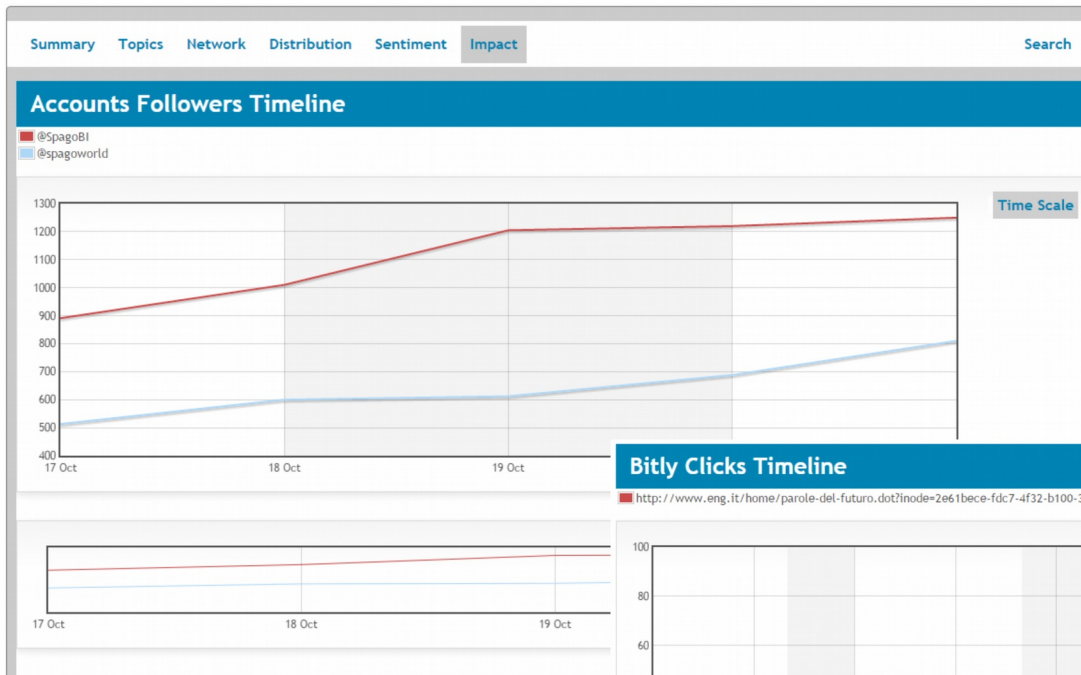 Summary Topics Network Distribution Sentiment Impact Search
Accounts Followers Timeline
@SpagoBI
@spagoworld
Time Scale
1300
1200
1100
1000
900
800
700
600
500
400
17 Oct 18 Oct 19 Oct
Bitly Clicks Timeline
http://www.eng.it/home/parole-del-futuro.dot?inode=2e61bece-fdc7-4f32-b100-3
100
80
60
17 Oct 18 Oct 19 Oct